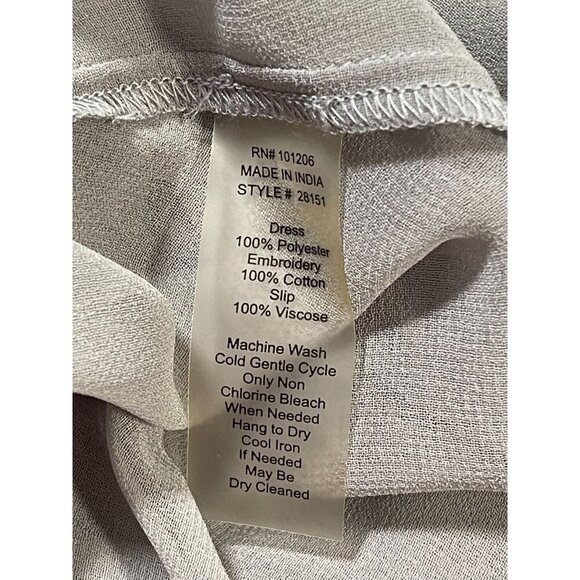 RN# 101206
MADE IN INDIA
STYLE # 28151
Dress
100% Polyester
Embroidery
100% Cotton
Slip
100% Viscose
Machine Wash
Cold Gentle Cycle
Only Non
Chlorine Bleach
When Needed
Hang to Dry
Cool Iron
If Needed
May Be
Dry Cleaned